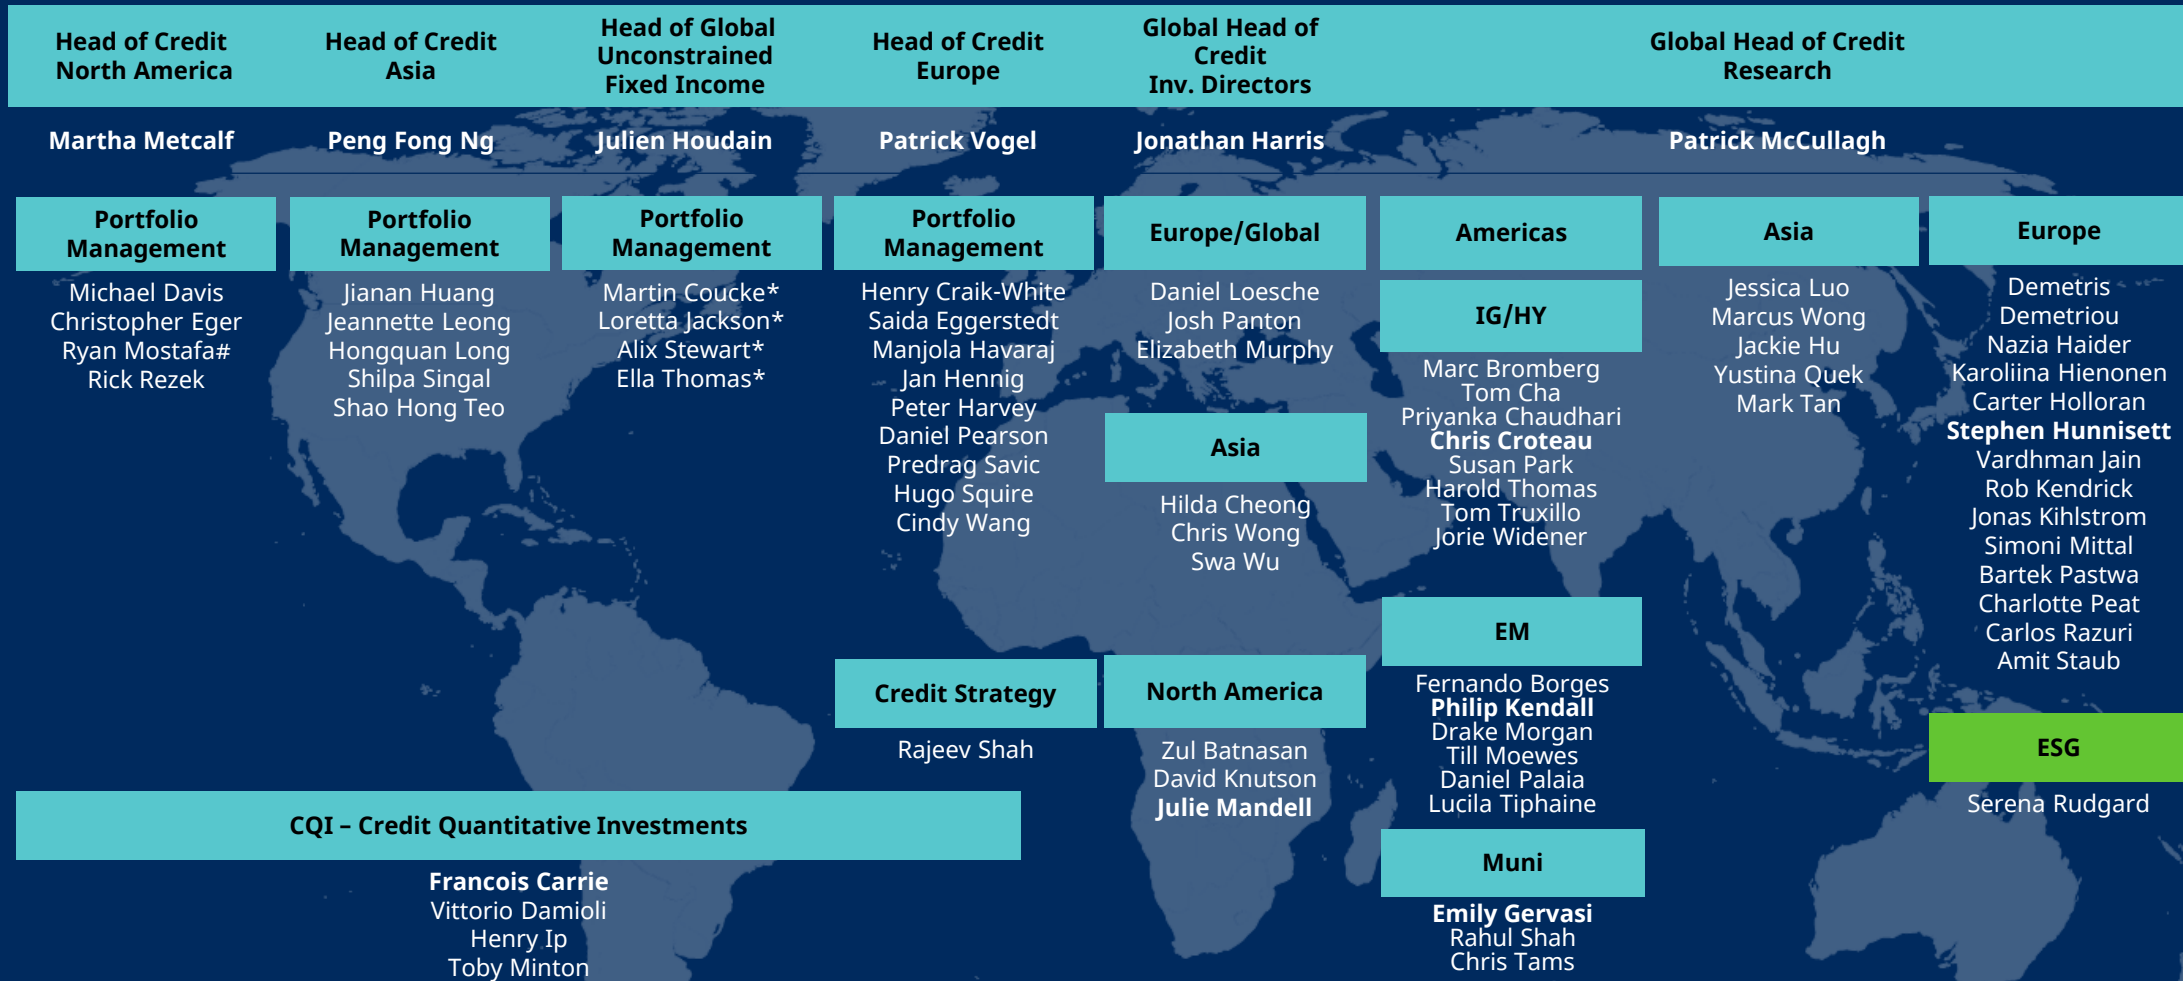 Head of Credit
North America
Head of Credit
Asia
Head of Global
Unconstrained
Fixed Income
Head of Credit
Europe
Global Head of
Credit
Inv. Directors
Global Head of Credit
Research
Martha Metcalf
Peng Fong Ng
Julien Houdain
Patrick Vogel
Jonathan Harris
Patrick McCullagh
Portfolio
Management
Michael Davis
Christopher Eger
Ryan Mostafa#
Rick Rezek
Portfolio
Management
Jianan Huang
Jeannette Leong
Hongquan Long
Shilpa Singal
Shao Hong Teo
Portfolio
Management
Martin Coucke*
Loretta Jackson*
Alix Stewart*
Ella Thomas*
Portfolio
Management
Henry Craik-White
Saida Eggerstedt
Manjola Havaraj
Jan Hennig
Peter Harvey
Daniel Pearson
Predrag Savic
Hugo Squire
Cindy Wang
Credit Strategy
Rajeev Shah
CQI – Credit Quantitative Investments
Francois Carrie
Vittorio Damioli
Henry Ip
Toby Minton
Europe/Global
Daniel Loesche
Josh Panton
Elizabeth Murphy
Asia
Hilda Cheong
Chris Wong
Swa Wu
North America
Zul Batnasan
David Knutson
Julie Mandell
Americas
IG/HY
Marc Bromberg
Tom Cha
Priyanka Chaudhari
Chris Croteau
Susan Park
Harold Thomas
Tom Truxillo
Jorie Widener
EM
Fernando Borges
Philip Kendall
Drake Morgan
Till Moewes
Daniel Palaia
Lucila Tiphaine
Muni
Emily Gervasi
Rahul Shah
Chris Tams
Asia
Jessica Luo
Marcus Wong
Jackie Hu
Yustina Quek
Mark Tan
Europe
Demetris
Demetriou
Nazia Haider
Karoliina Hienonen
Carter Holloran
Stephen Hunnisett
Vardhman Jain
Rob Kendrick
Jonas Kihlstrom
Simoni Mittal
Bartek Pastwa
Charlotte Peat
Carlos Razuri
Amit Staub
ESG
Serena Rudgard